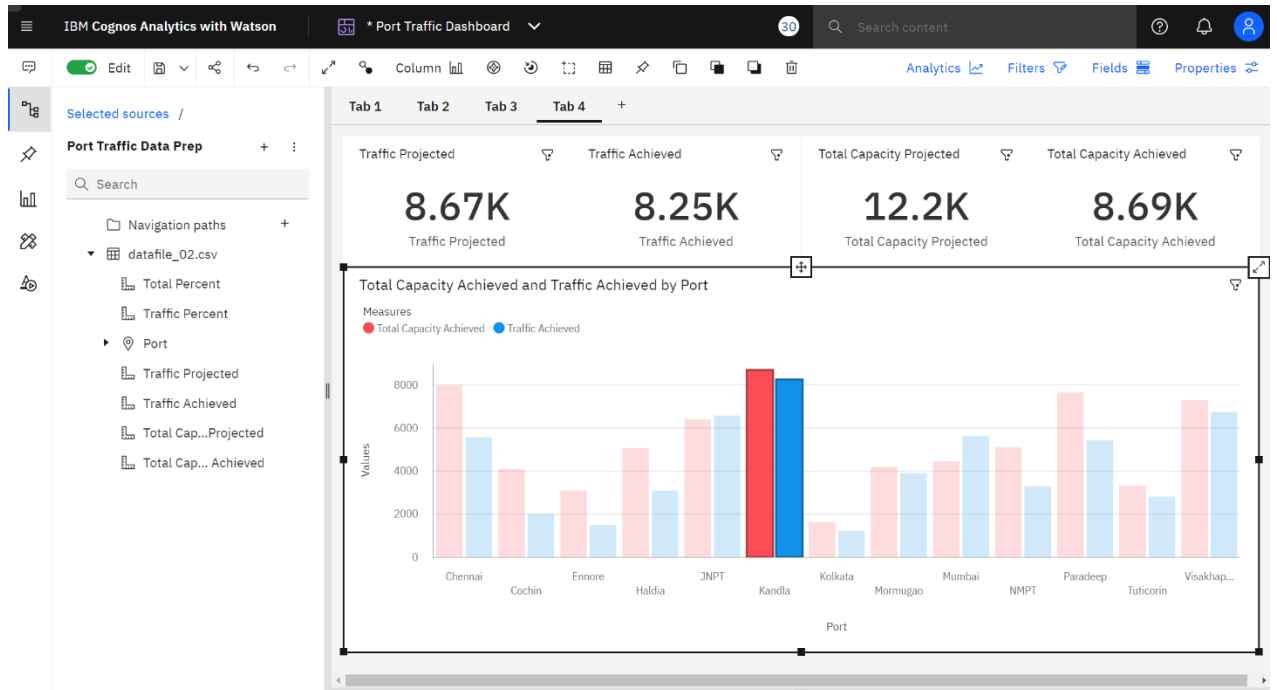 IBM Cognos Analytics with Watson
* Port Traffic Dashboard
30
Search content
Edit
Column
Analytics
Filters
Fields
Properties
Selected sources /
Port Traffic Data Prep
Search
Navigation paths
datafile_02.csv
Total Percent
Traffic Percent
Port
Traffic Projected
Traffic Achieved
Total Cap...Projected
Total Cap... Achieved
Tab 1
Tab 2
Tab 3
Tab 4
Traffic Projected
8.67K
Traffic Projected
Traffic Achieved
8.25K
Traffic Achieved
Total Capacity Projected
12.2K
Total Capacity Projected
Total Capacity Achieved
8.69K
Total Capacity Achieved
Total Capacity Achieved and Traffic Achieved by Port
Measures
Total Capacity Achieved
Traffic Achieved
Values
8000
6000
4000
2000
0
Chennai
Cochin
Ennore
Haldia
JNPT
Kandla
Kolkata
Mormugao
Mumbai
NMPT
Paradeep
Tuticorin
Visakhap...
Port